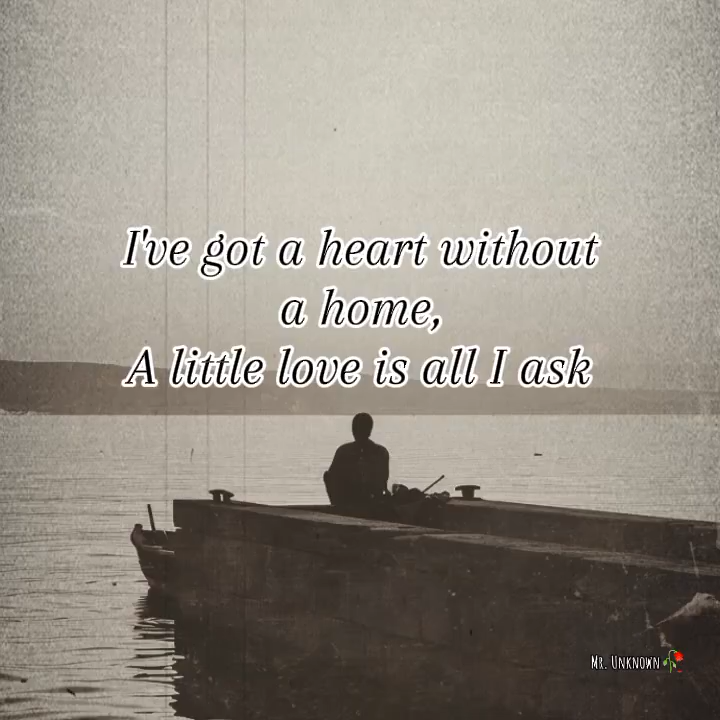 I've got a heart without
a home,
A little love is all I ask
Mr. Unknown🥀